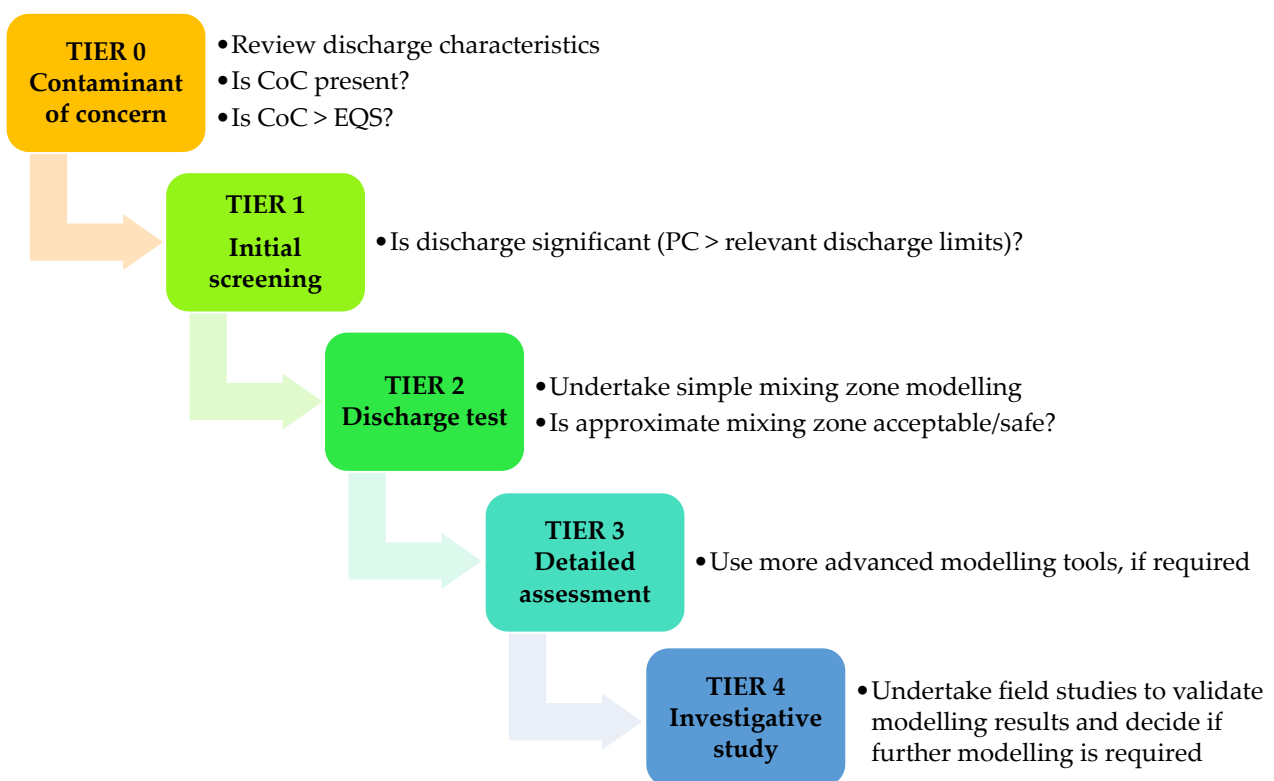 TIER 0
Contaminant
of concern
•Review discharge characteristics
•Is CoC present?
•Is CoC > EQS?
TIER 1
Initial
screening
•Is discharge significant (PC > relevant discharge limits)?
TIER 2
Discharge test
•Undertake simple mixing zone modelling
•Is approximate mixing zone acceptable/safe?
TIER 3
Detailed
assessment
•Use more advanced modelling tools, if required
TIER 4
Investigative
study
•Undertake field studies to validate
modelling results and decide if
further modelling is required